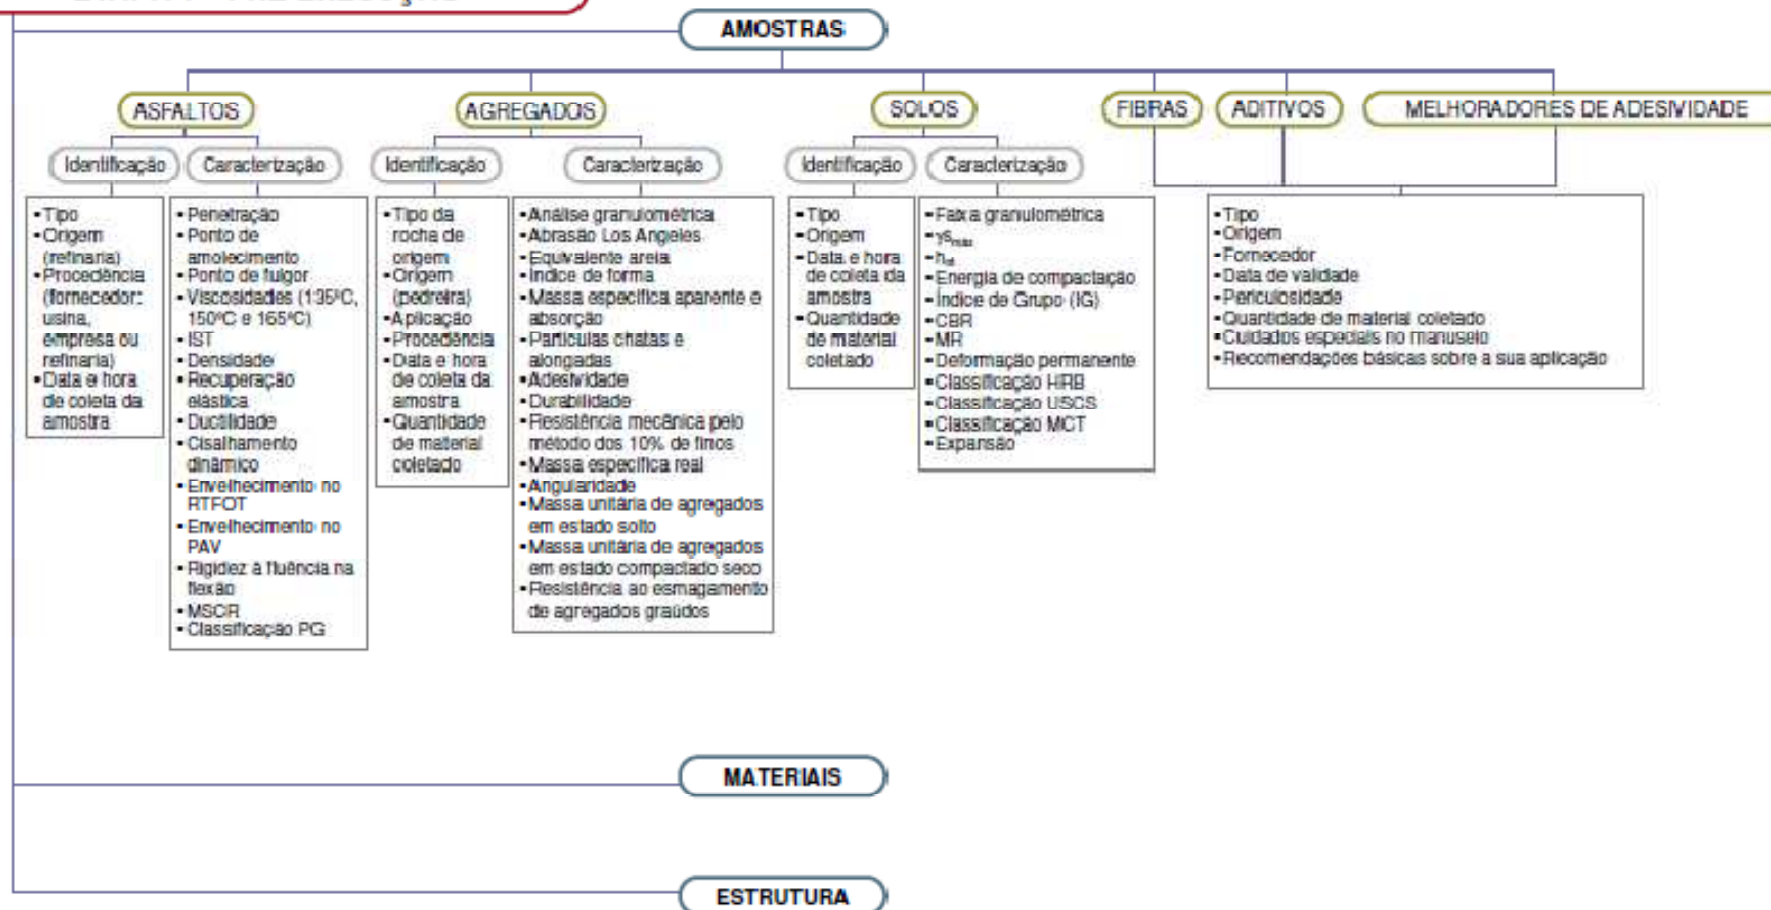 AMOSTRAS
ASFALTOS
AGREGADOS
SOLOS
FIBRAS
ADITIVOS
MELHORADORES DE ADESIVIDADE
Identificação
Caracterização
Identificação
Caracterização
Identificação
Caracterização
▪Tipo
▪Origem
(refinaria)
▪Procedência
(fornecedor:
usina,
empresa ou
refinaria)
▪Data e hora
de coleta da
amostra
▪Penetração
▪Ponto de
amolecimento
▪Ponto de fulgor
▪Viscosidades (135ºC,
150ºC e 165ºC)
▪IST
▪Densidade
▪Recuperação
elástica
▪Ductilidade
▪Cisalhamento
dinâmico
▪Envelhecimento no
RTFOT
▪Envelhecimento no
PAV
▪Rigidez à fluência na
flexão
▪MSCR
▪Classificação PG
▪Tipo da
rocha de
origem
▪Origem
(pedreira)
▪Aplicação
▪Procedência
▪Data e hora
de coleta da
amostra
▪Quantidade
de material
coletado
▪Análise granulométrica
▪Abrasão Los Angeles
▪Equivalente areia
▪Índice de forma
▪Massa específica aparente e
absorção
▪Partículas chatas e
alongadas
▪Adesividade
▪Durabilidade
▪Resistência mecânica pelo
método dos 10% de finos
▪Massa específica real
▪Angularidade
▪Massa unitária de agregados
em estado solto
▪Massa unitária de agregados
em estado compactado seco
▪Resistência ao esmagamento
de agregados graúdos
▪Tipo
▪Origem
▪Data e hora
de coleta da
amostra
▪Quantidade
de material
coletado
▪Faixa granulométrica
▪γs
▪h
▪Energia de compactação
▪Índice de Grupo (IG)
▪CBR
▪MR
▪Deformação permanente
▪Classificação HRB
▪Classificação USCS
▪Classificação MCT
▪Expansão
▪Tipo
▪Origem
▪Fornecedor
▪Data de validade
▪Periculosidade
▪Quantidade de material coletado
▪Cuidados especiais no manuseio
▪Recomendações básicas sobre a sua aplicação
MATERIAIS
ESTRUTURA